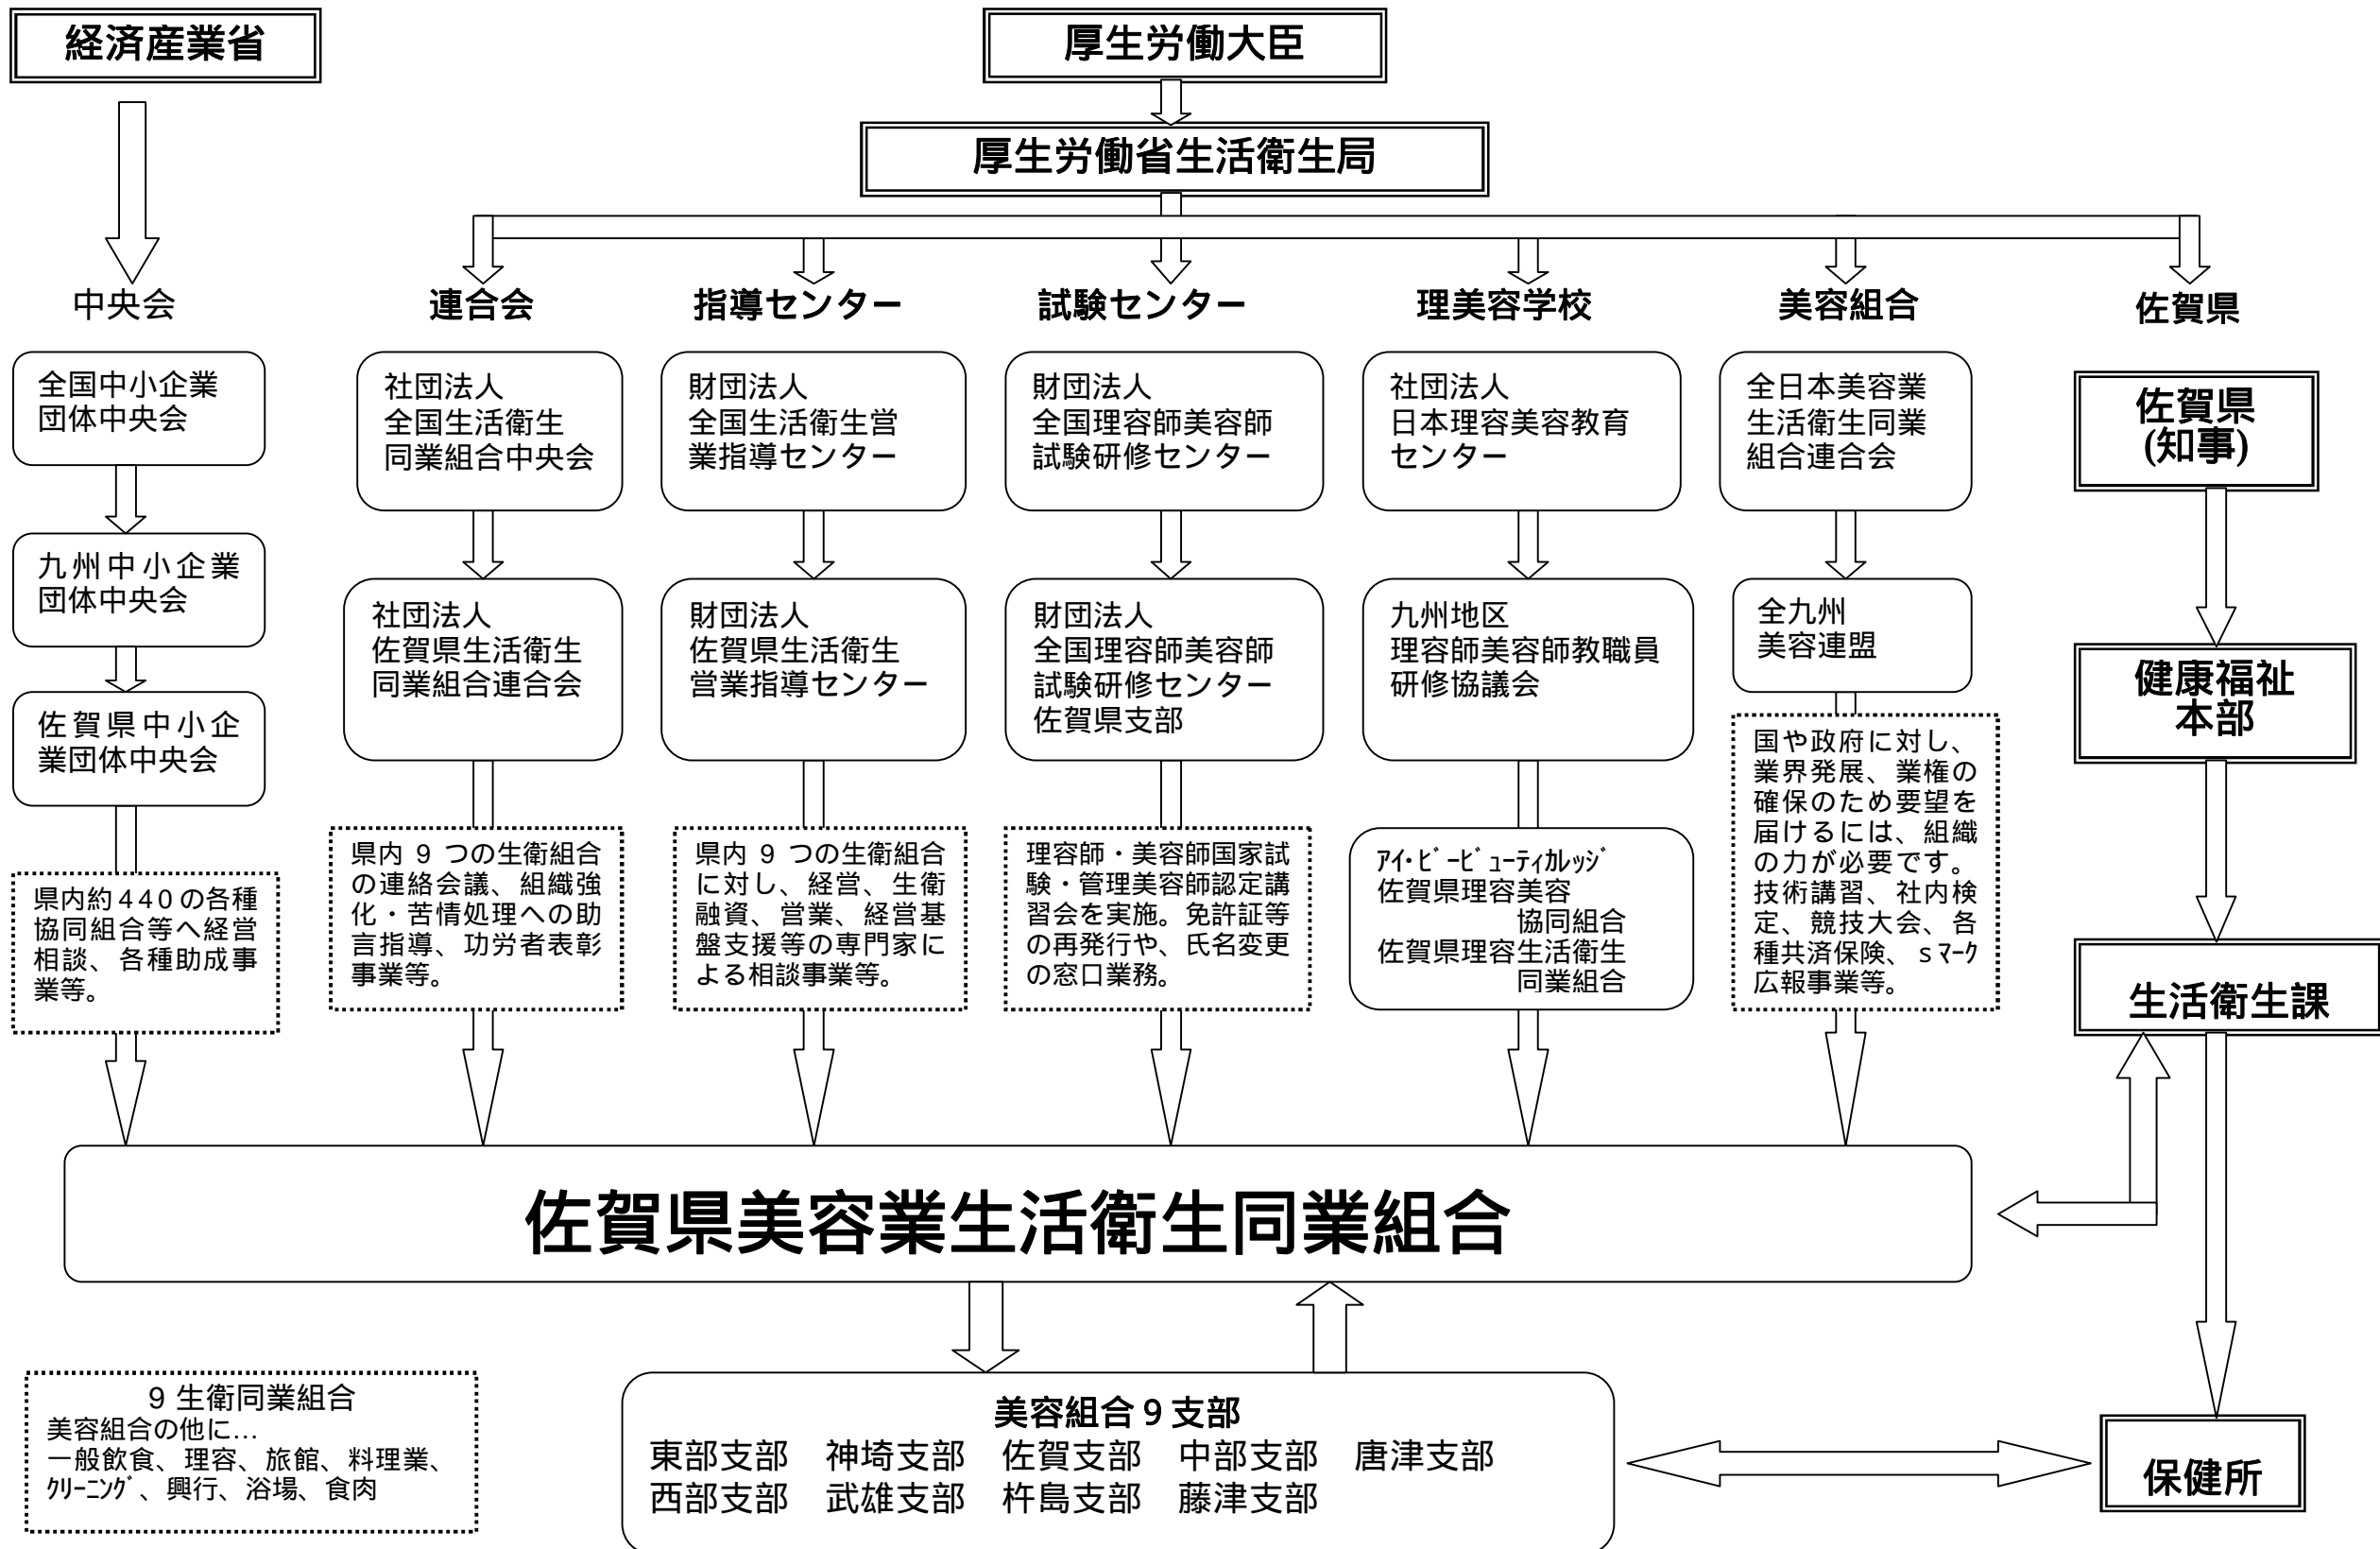 経済産業省
厚生労働大臣
厚生労働省生活衛生局
中央会
連合会
指導センター
試験センター
理美容学校
美容組合
佐賀県
全国中小企業
団体中央会
九州中小企業
団体中央会
佐賀県中小企
業団体中央会
県内約440の各種
協同組合等へ経営
相談、各種助成事
業等。
社団法人
全国生活衛生
同業組合中央会
社団法人
佐賀県生活衛生
同業組合連合会
県内9つの生衛組合
の連絡会議、組織強
化・苦情処理への助
言指導、功労者表彰
事業等。
財団法人
全国生活衛生営
業指導センター
財団法人
佐賀県生活衛生
営業指導センター
県内9つの生衛組合
に対し、経営、生衛
融資、営業、経営基
盤支援等の専門家に
よる相談事業等。
財団法人
全国理容師美容師
試験研修センター
財団法人
全国理容師美容師
試験研修センター
佐賀県支部
理容師・美容師国家試
験・管理美容師認定講
習会を実施。免許証等
の再発行や、氏名変更
の窓口業務。
社団法人
日本理容美容教育
センター
九州地区
理容師美容師教職員
研修協議会
ｱｲ･ﾋﾞｰﾋﾞｭｰﾃｨｶﾚｯｼﾞ
佐賀県理容美容
協同組合
佐賀県理容生活衛生
同業組合
全日本美容業
生活衛生同業
組合連合会
全九州
美容連盟
国や政府に対し、
業界発展、業権の
確保のため要望を
届けるには、組織
の力が必要です。
技術講習、社内検
定、競技大会、各
種共済保険、sﾏｰｸ
広報事業等。
佐賀県
(知事)
健康福祉
本部
生活衛生課
佐賀県美容業生活衛生同業組合
9生衛同業組合
美容組合の他に…
一般飲食、理容、旅館、料理業、
ｸﾘｰﾆﾝｸﾞ、興行、浴場、食肉
美容組合9支部
東部支部 神埼支部 佐賀支部 中部支部 唐津支部
西部支部 武雄支部 杵島支部 藤津支部
保健所